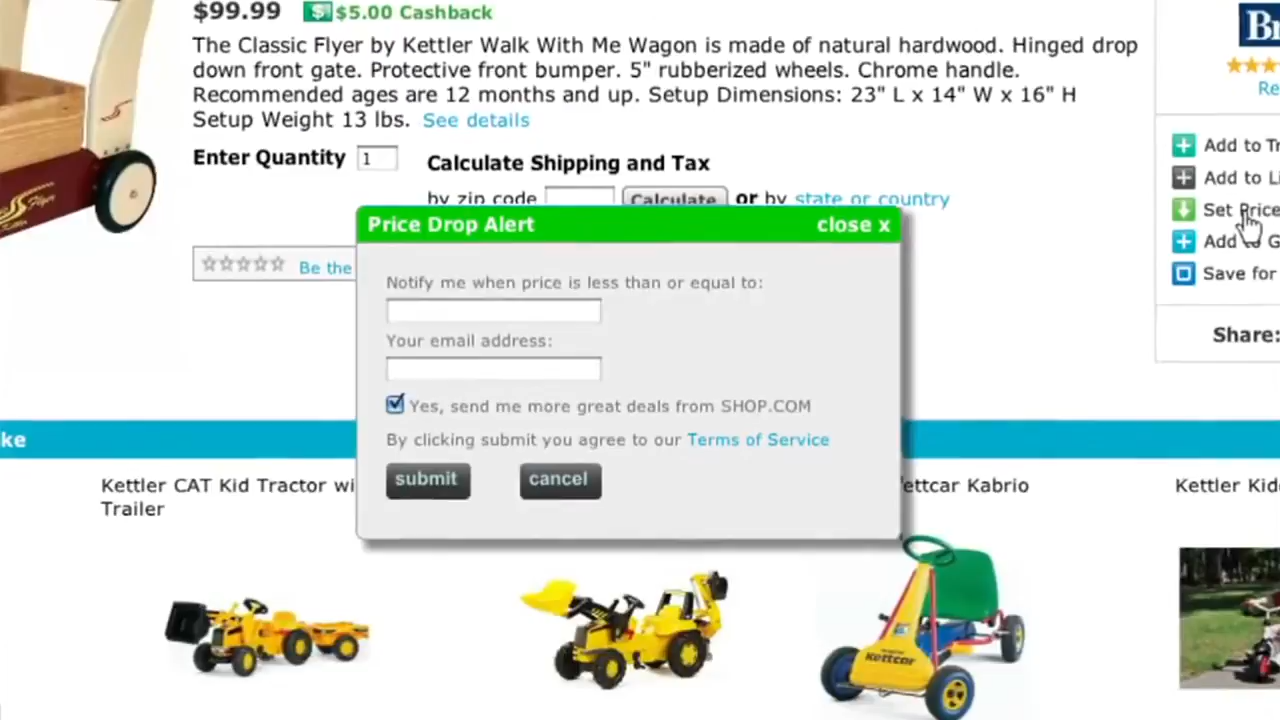 $99.99 $5.00 Cashback
The Classic Flyer by Kettler Walk With Me Wagon is made of natural hardwood. Hinged drop
down front gate. Protective front bumper. 5" rubberized wheels. Chrome handle.
Recommended ages are 12 months and up. Setup Dimensions: 23" L x 14" W x 16" H
Setup Weight 13 lbs. See details
Enter Quantity 1
Calculate Shipping and Tax
by zip code Calculate or by state or country
Be the
Price Drop Alert close x
Notify me when price is less than or equal to:
Your email address:
Yes, send me more great deals from SHOP.COM
By clicking submit you agree to our Terms of Service
submit cancel
Add to
Add to
Set Price
Add to G
Save for
Share:
ke
Kettler CAT Kid Tractor
Trailer
Kabrio
Kettler
Kettcar